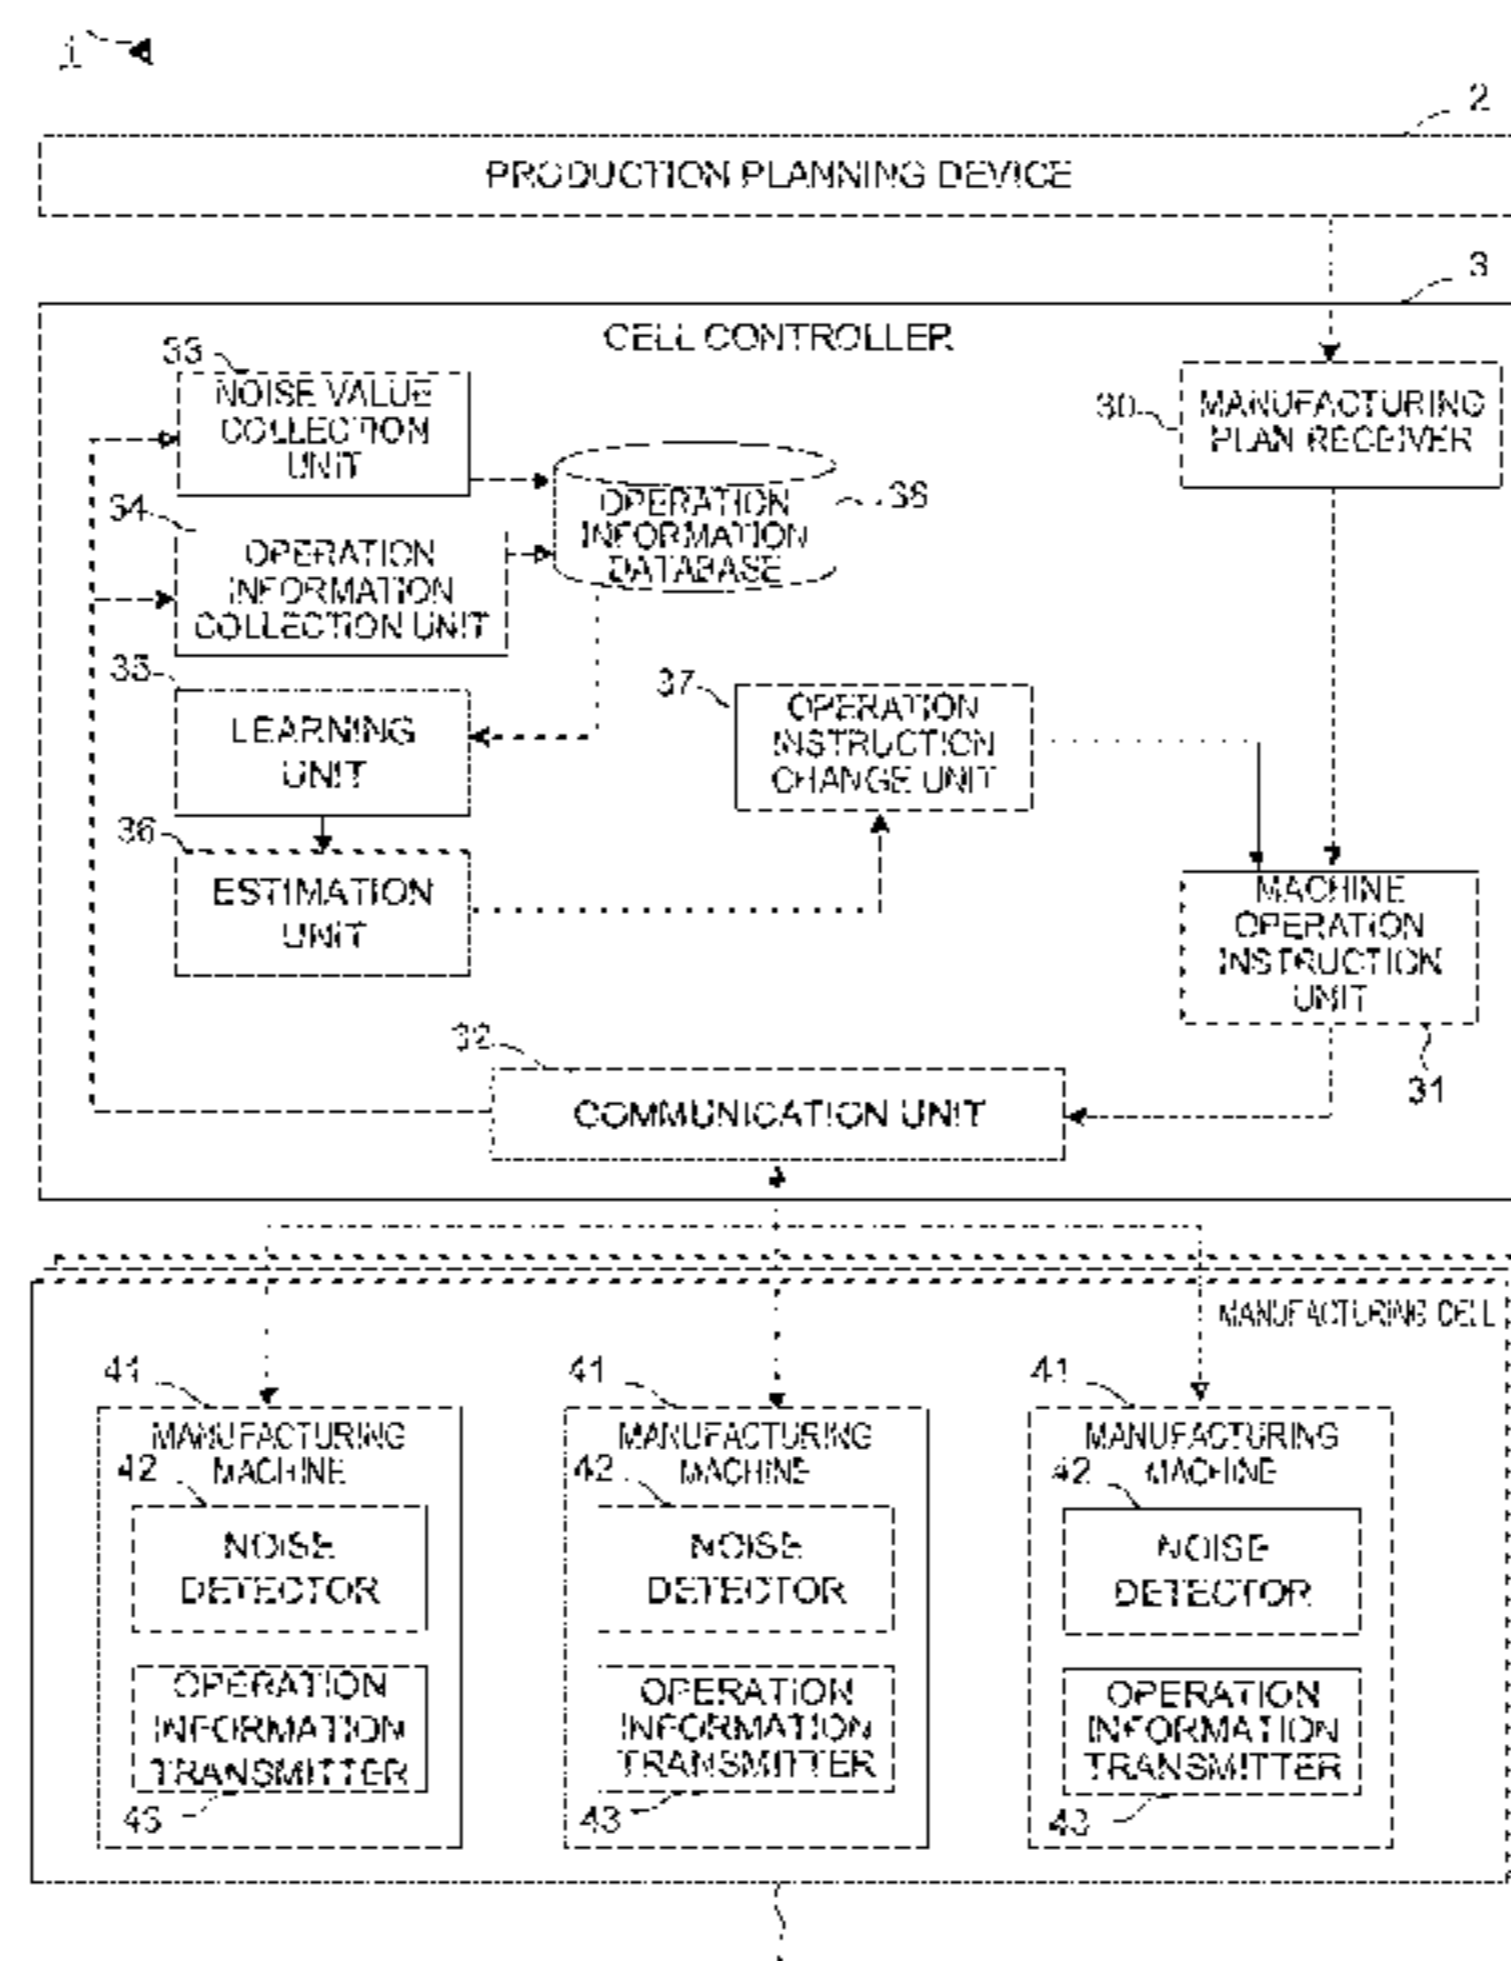 1
2
PRODUCTION PLANNING DEVICE
3
CELL CONTROLLER
33
NOISE VALUE
COLLECTION
UNIT
30
MANUFACTURING
PLAN RECEIVER
34
OPERATION
INFORMATION
COLLECTION UNIT
OPERATION
INFORMATION
DATABASE
38
35
LEARNING
UNIT
37
OPERATION
INSTRUCTION
CHANGE UNIT
36
ESTIMATION
UNIT
MACHINE
OPERATION
INSTRUCTION
UNIT
31
32
COMMUNICATION UNIT
MANUFACTURING CELL
41
MANUFACTURING
MACHINE
42
NOISE
DETECTOR
OPERATION
INFORMATION
TRANSMITTER
43
41
MANUFACTURING
MACHINE
42
NOISE
DETECTOR
OPERATION
INFORMATION
TRANSMITTER
43
41
MANUFACTURING
MACHINE
42
NOISE
DETECTOR
OPERATION
INFORMATION
TRANSMITTER
43